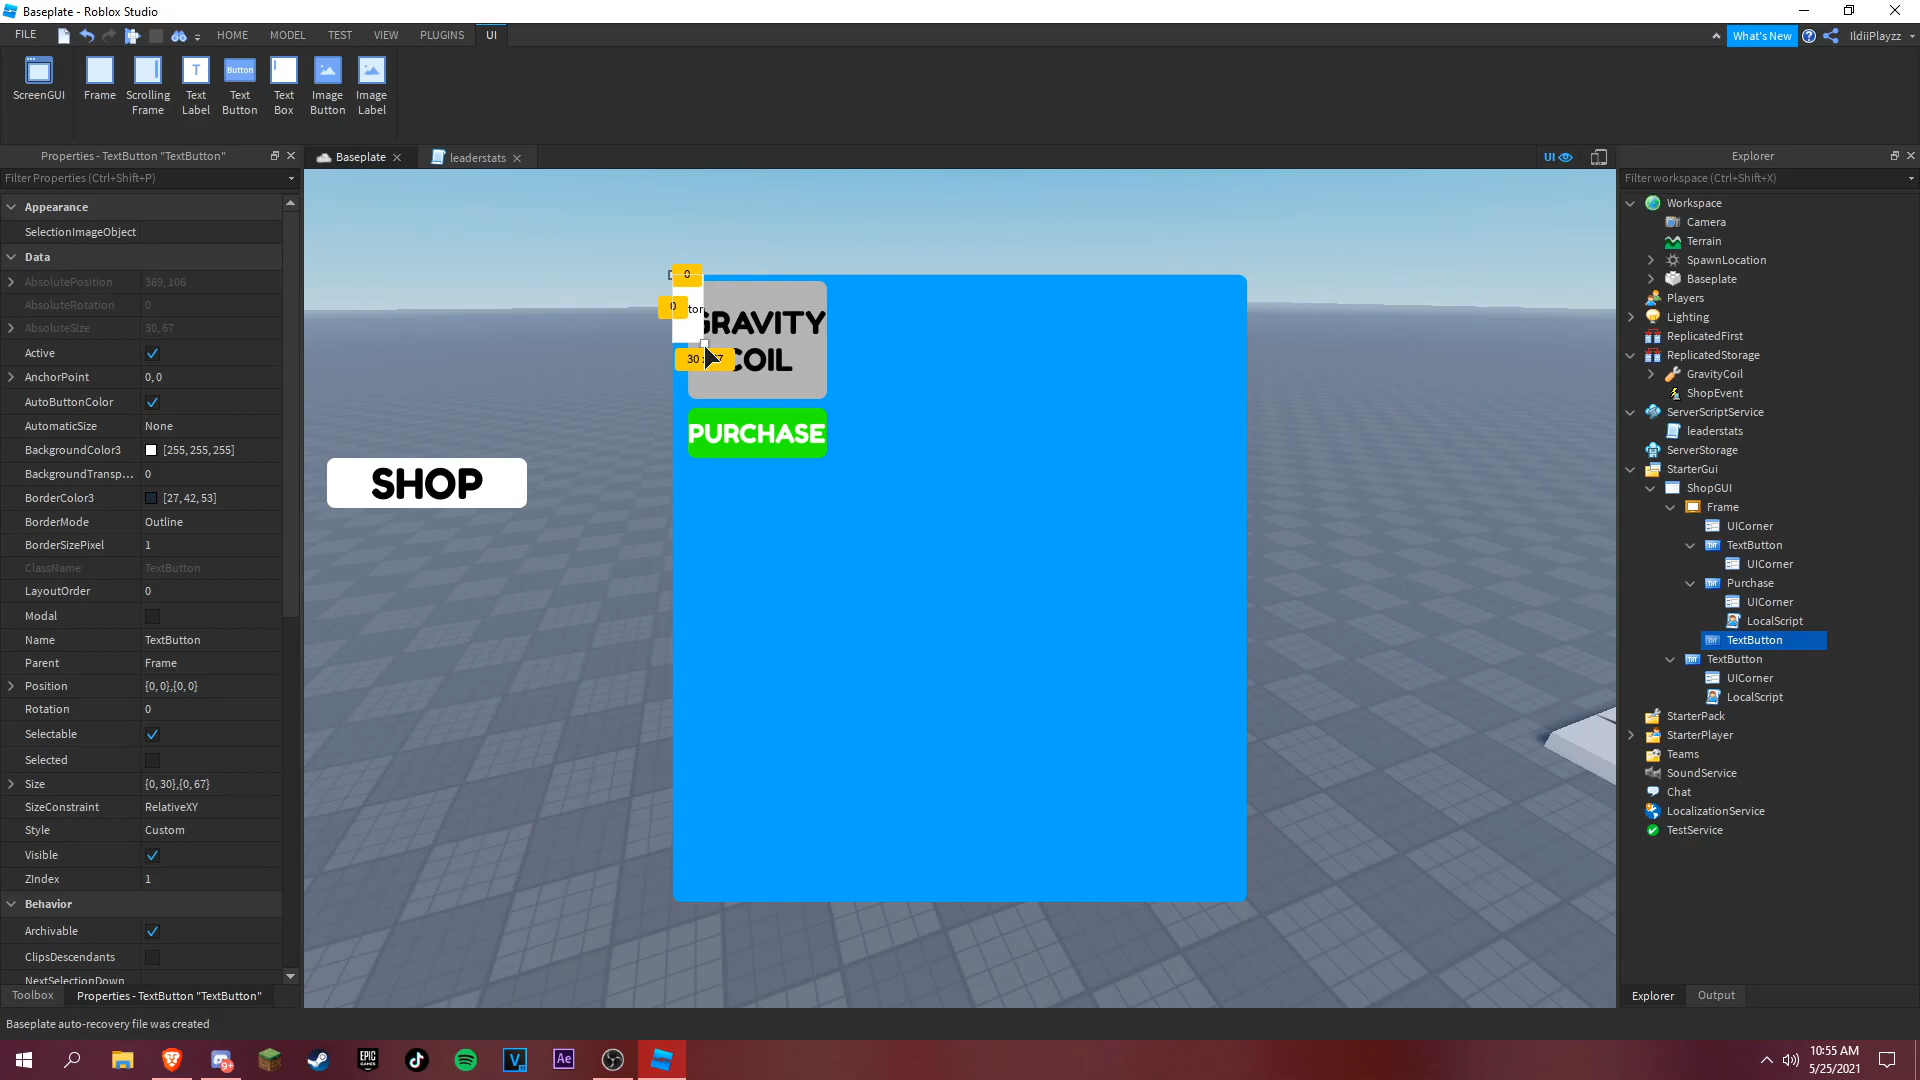 Baseplate - Roblox Studio
FILE HOME MODEL TEST VIEW PLUGINS UI What's New IldiiPlayzz
ScreenGUI
Frame
Scrolling Frame
Text Label
Button
Text Button
Text Box
Image Button
Image Label
Properties - TextButton "TextButton"
Filter Properties (Ctrl+Shift+P)
Appearance
SelectionImageObject
Data
AbsolutePosition 369, 106
AbsoluteRotation 0
AbsoluteSize 30, 67
Active
AnchorPoint 0, 0
AutoButtonColor
AutomaticSize None
BackgroundColor3 [255, 255, 255]
BackgroundTransp... 0
BorderColor3 [27, 42, 53]
BorderMode Outline
BorderSizePixel 1
ClassName TextButton
LayoutOrder 0
Modal
Name TextButton
Parent Frame
Position {0, 0},{0, 0}
Rotation 0
Selectable
Selected
Size {0, 30},{0, 67}
SizeConstraint RelativeXY
Style Custom
Visible
ZIndex 1
Behavior
Archivable
ClipsDescendants
NextSelectionDown
Toolbox Properties - TextButton "TextButton"
Baseplate auto-recovery file was created
Baseplate leaderstats UI
0
0
tton
GRAVITY
COIL
PURCHASE
SHOP
Explorer
Filter workspace (Ctrl+Shift+X)
Workspace
Camera
Terrain
SpawnLocation
Baseplate
Players
Lighting
ReplicatedFirst
ReplicatedStorage
GravityCoil
ShopEvent
ServerScriptService
leaderstats
ServerStorage
StarterGui
ShopGUI
Frame
UICorner
TextButton
UICorner
Purchase
UICorner
LocalScript
TextButton
TextButton
UICorner
LocalScript
StarterPack
StarterPlayer
Teams
SoundService
Chat
LocalizationService
TestService
Explorer Output
10:55 AM
5/25/2021